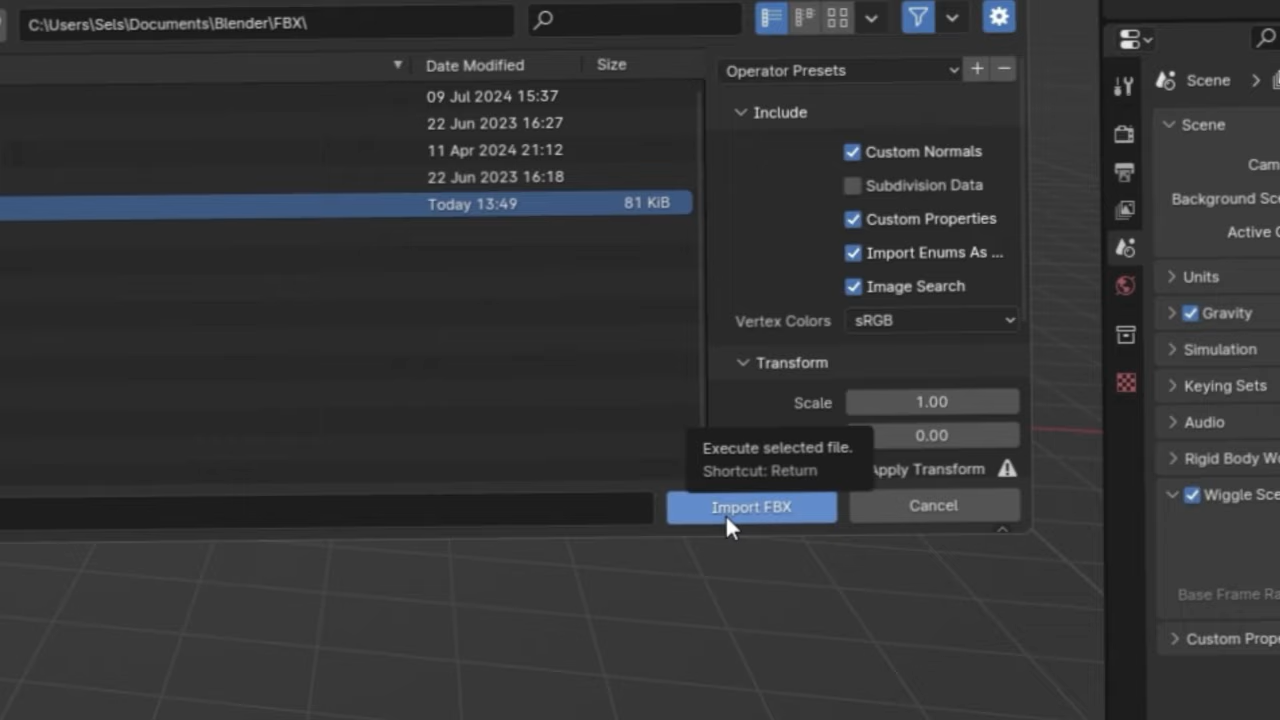 C:\Users\Sels\Documents\Blender\FBX\
Date Modified
Size
09 Jul 2024 15:37
22 Jun 2023 16:27
11 Apr 2024 21:12
22 Jun 2023 16:18
Today 13:49
81 KiB
Operator Presets
Include
Custom Normals
Subdivision Data
Custom Properties
Import Enums As ...
Image Search
Vertex Colors
sRGB
Transform
Scale
1.00
0.00
Apply Transform
Execute selected file.
Shortcut: Return
Import FBX
Cancel
Scene
Scene
Cam
Background Sce
Active C
Units
Gravity
Simulation
Keying Sets
Audio
Rigid Body Wo
Wiggle Sce
Base Frame Ra
Custom Prope